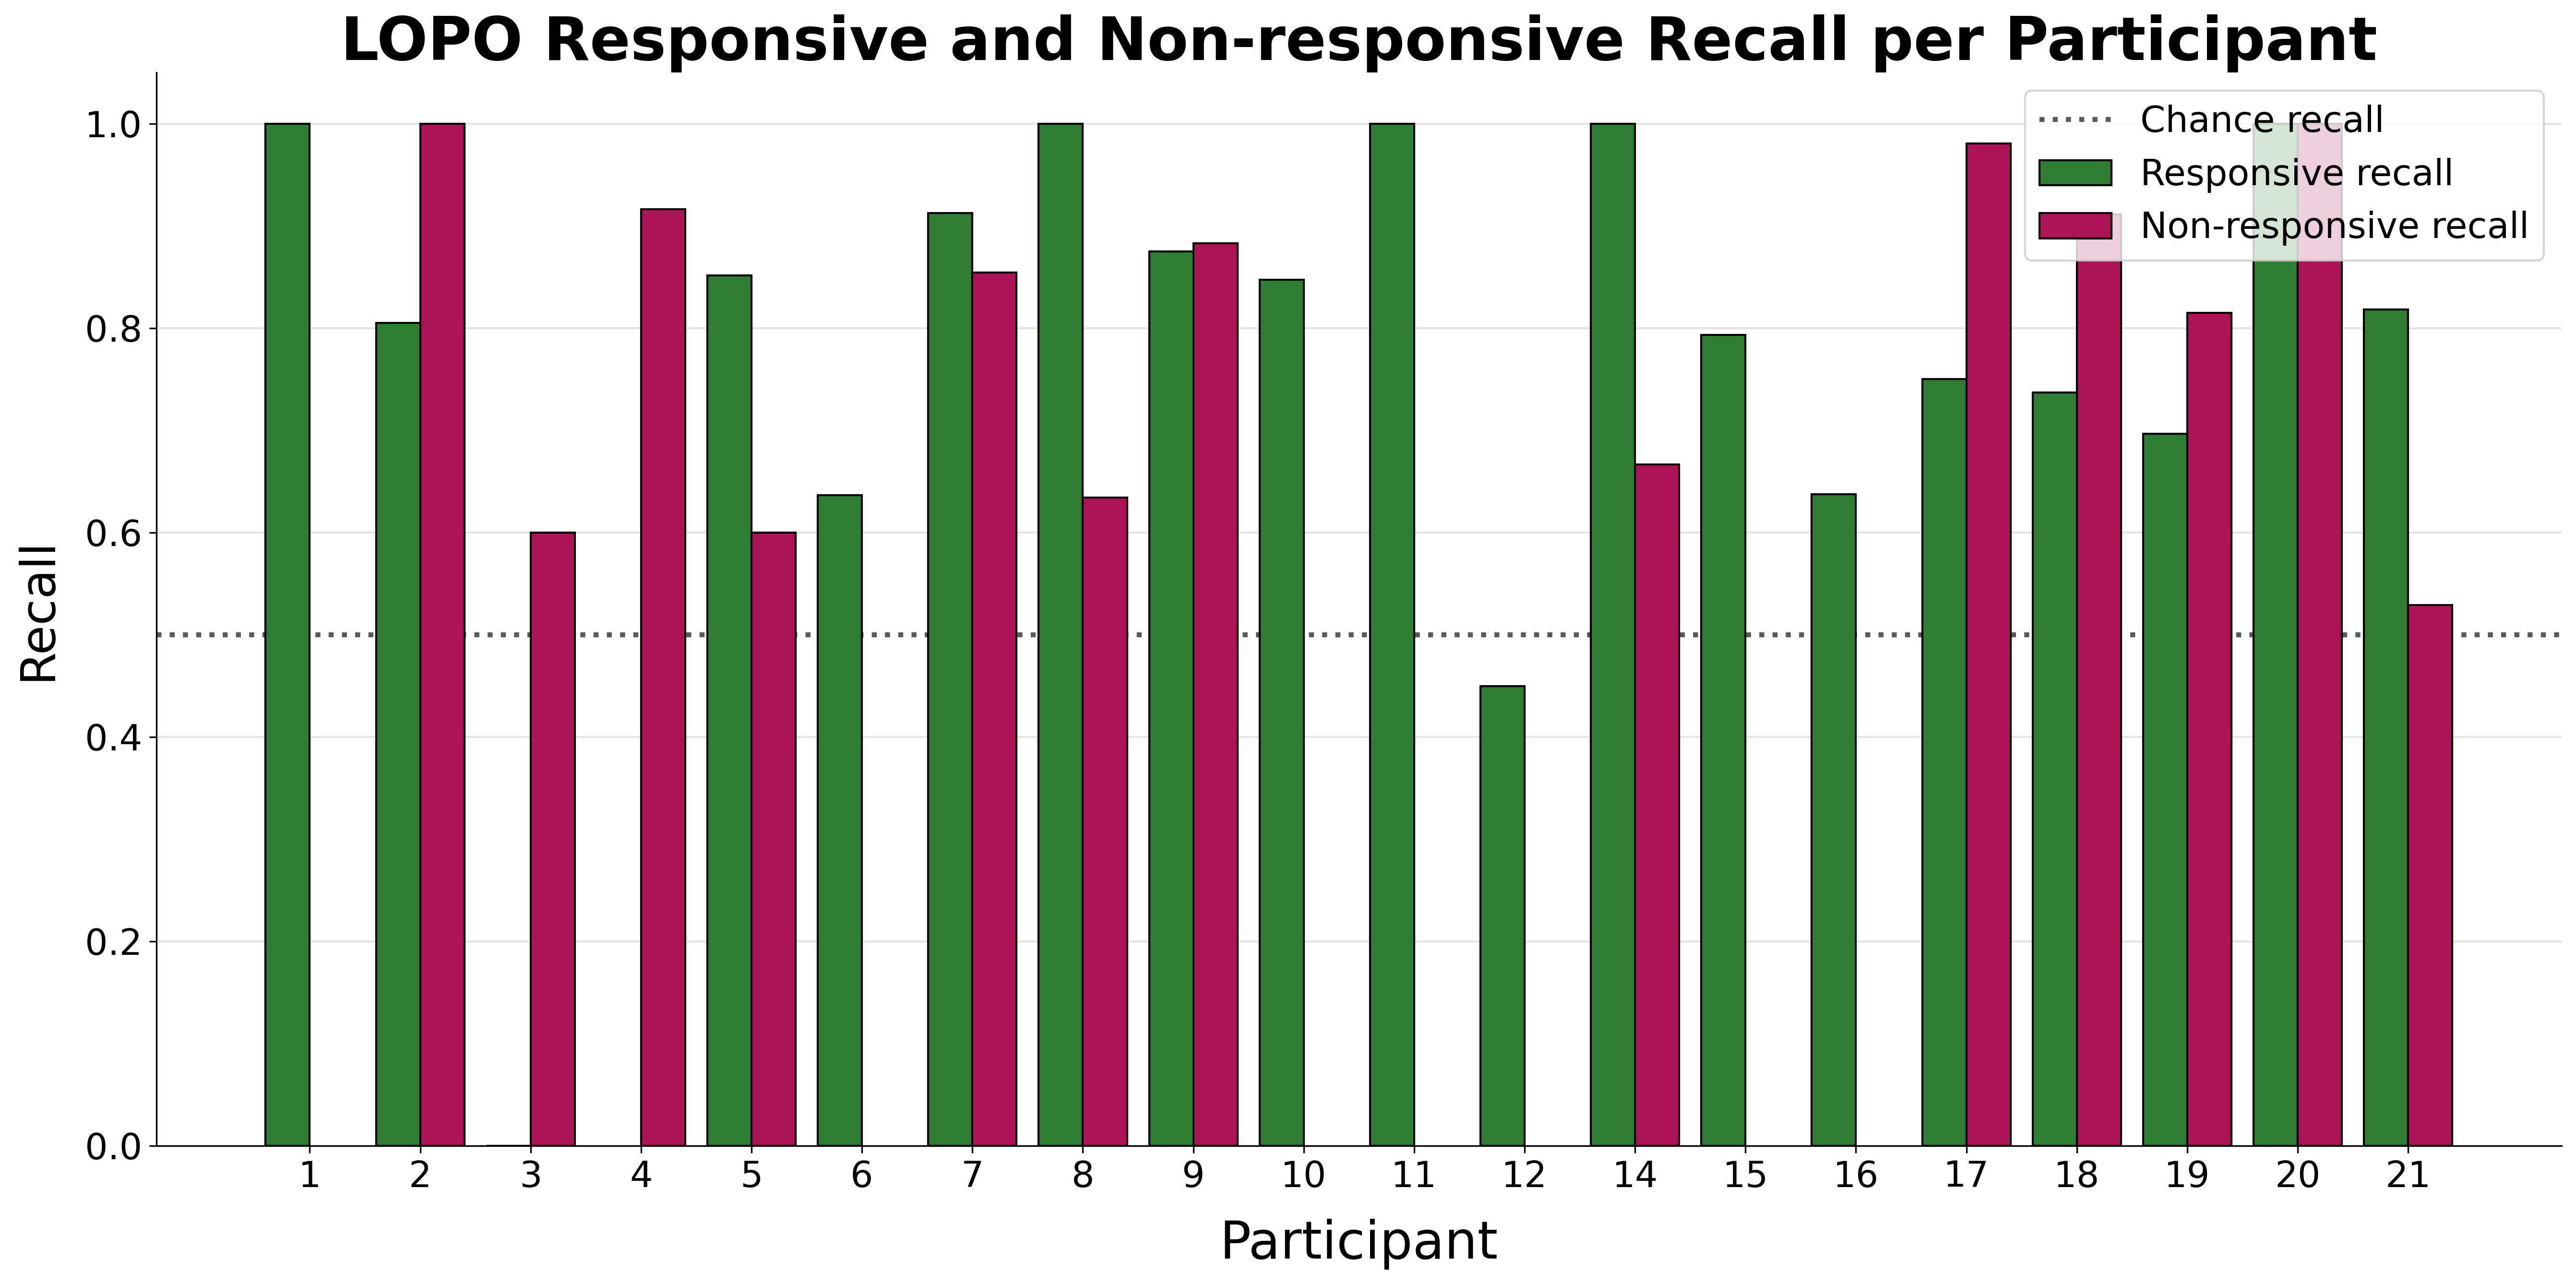 LOPO Responsive and Non-responsive Recall per Participant
Chance recall
Responsive recall
Non-responsive recall
Recall
1.0
0.8
0.6
0.4
0.2
0.0
1 2 3 4 5 6 7 8 9 10 11 12 14 15 16 17 18 19 20 21
Participant